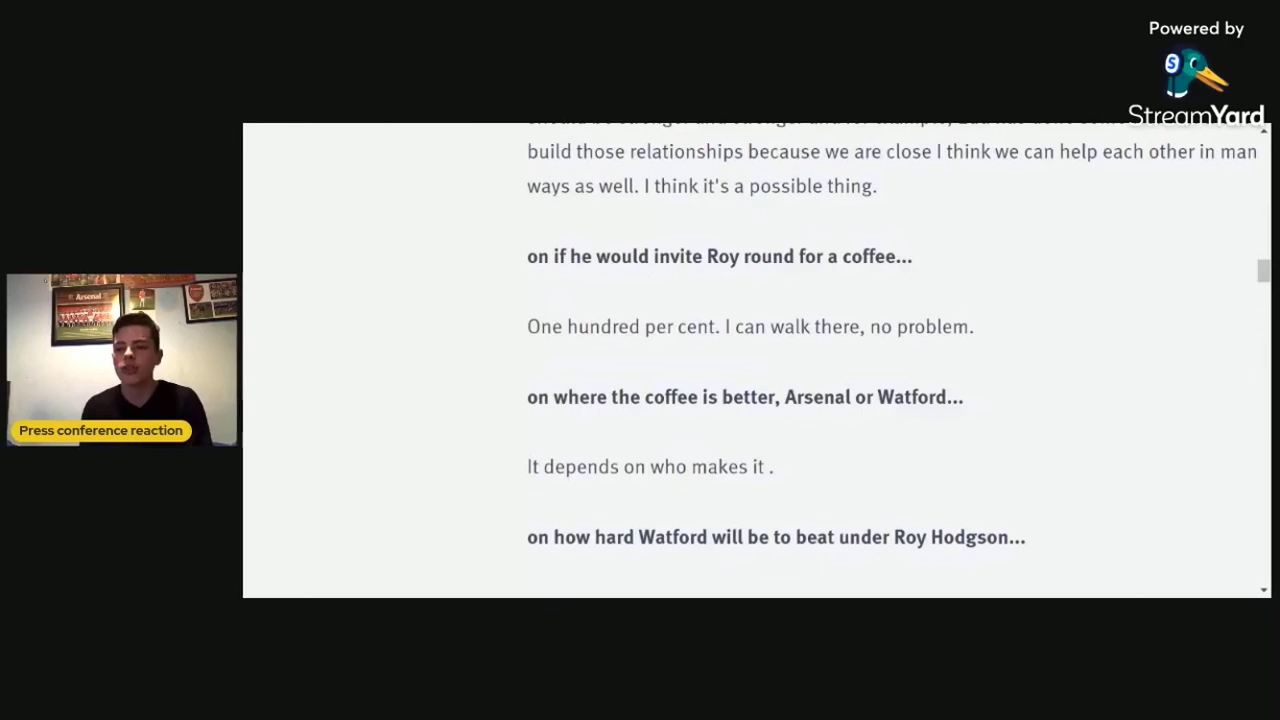 Powered by
StreamYard
build those relationships because we are close I think we can help each other in man
ways as well. I think it's a possible thing.
on if he would invite Roy round for a coffee...
One hundred per cent. I can walk there, no problem.
on where the coffee is better, Arsenal or Watford...
It depends on who makes it .
on how hard Watford will be to beat under Roy Hodgson...
Arsenal
Press conference reaction